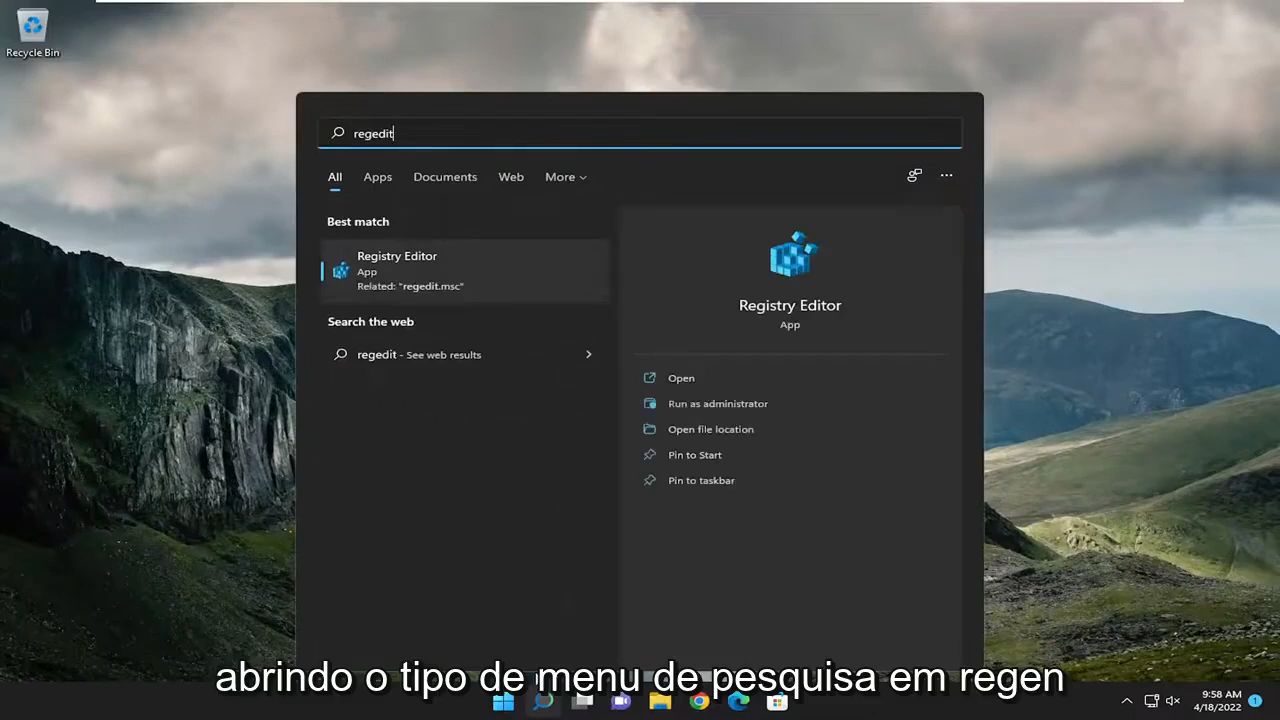 Recycle Bin
regedit
All Apps Documents Web More
Best match
Registry Editor
App
Related: "regedit.msc"
Search the web
regedit - See web results
Registry Editor
App
Open
Run as administrator
Open file location
Pin to Start
Pin to taskbar
abrindo o tipo de menu de pesquisa em regen
9:58 AM
4/18/2022
1